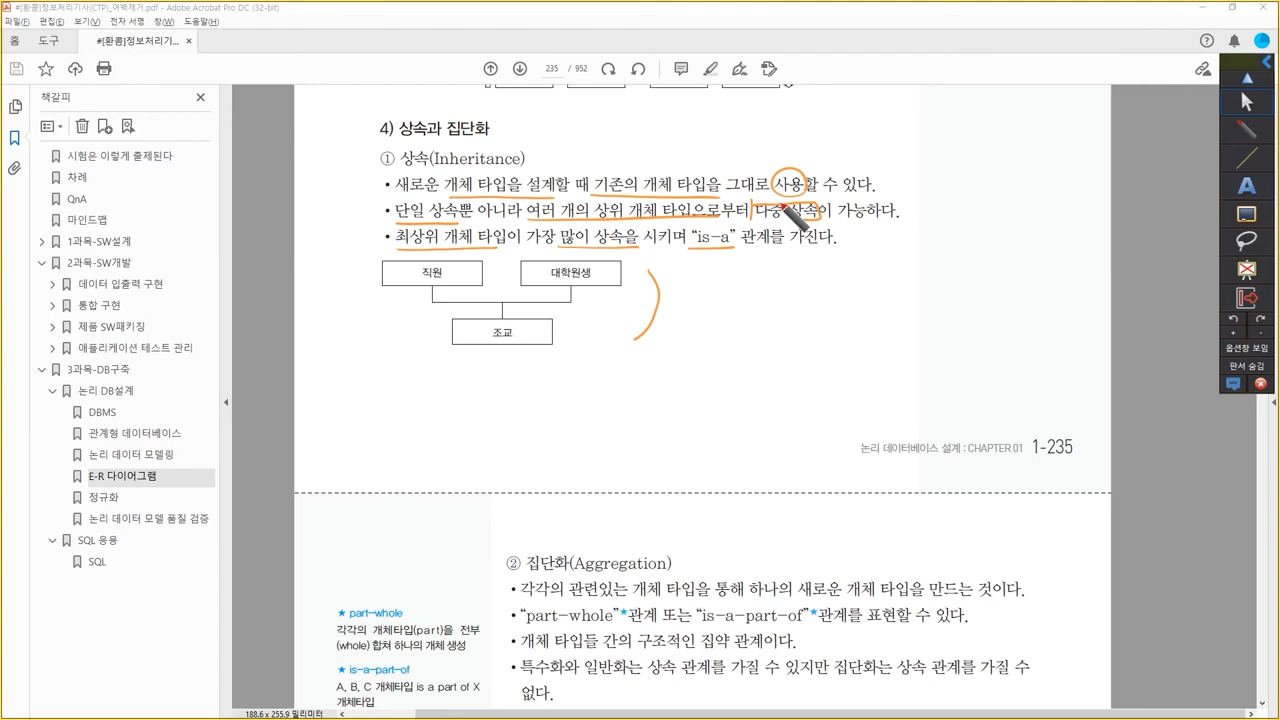 #[환콤]정보처리기사(CTP)_여백제거.pdf - Adobe Acrobat Pro DC (32-bit)
파일(F) 편집(E) 보기(V) 전자 서명 창(W) 도움말(H)
홈 도구 #[환콤]정보처리기... ×
235 / 952
책갈피
시험은 이렇게 출제된다
차례
QnA
마인드맵
1과목-SW설계
2과목-SW개발
데이터 입출력 구현
통합 구현
제품 SW패키징
애플리케이션 테스트 관리
3과목-DB구축
논리 DB설계
DBMS
관계형 데이터베이스
논리 데이터 모델링
E-R 다이어그램
정규화
논리 데이터 모델 품질 검증
SQL 응용
SQL
4) 상속과 집단화
① 상속(Inheritance)
• 새로운 개체 타입을 설계할 때 기존의 개체 타입을 그대로 사용할 수 있다.
• 단일 상속뿐 아니라 여러 개의 상위 개체 타입으로부터 다중 상속이 가능하다.
• 최상위 개체 타입이 가장 많이 상속을 시키며 “is-a” 관계를 가진다.
직원 대학원생
조교
논리 데이터베이스 설계 : CHAPTER 01 1-235
② 집단화(Aggregation)
• 각각의 관련있는 개체 타입을 통해 하나의 새로운 개체 타입을 만드는 것이다.
• “part-whole”★관계 또는 “is-a-part-of”★관계를 표현할 수 있다.
• 개체 타입들 간의 구조적인 집약 관계이다.
• 특수화와 일반화는 상속 관계를 가질 수 있지만 집단화는 상속 관계를 가질 수
없다.
★ part-whole
각각의 개체타입(part)을 전부
(whole) 합쳐 하나의 개체 생성
★ is-a-part-of
A, B, C 개체타입 is a part of X
개체타입
188.6 x 255.9 밀리미터
A
옵션창 보임
판서 숨김